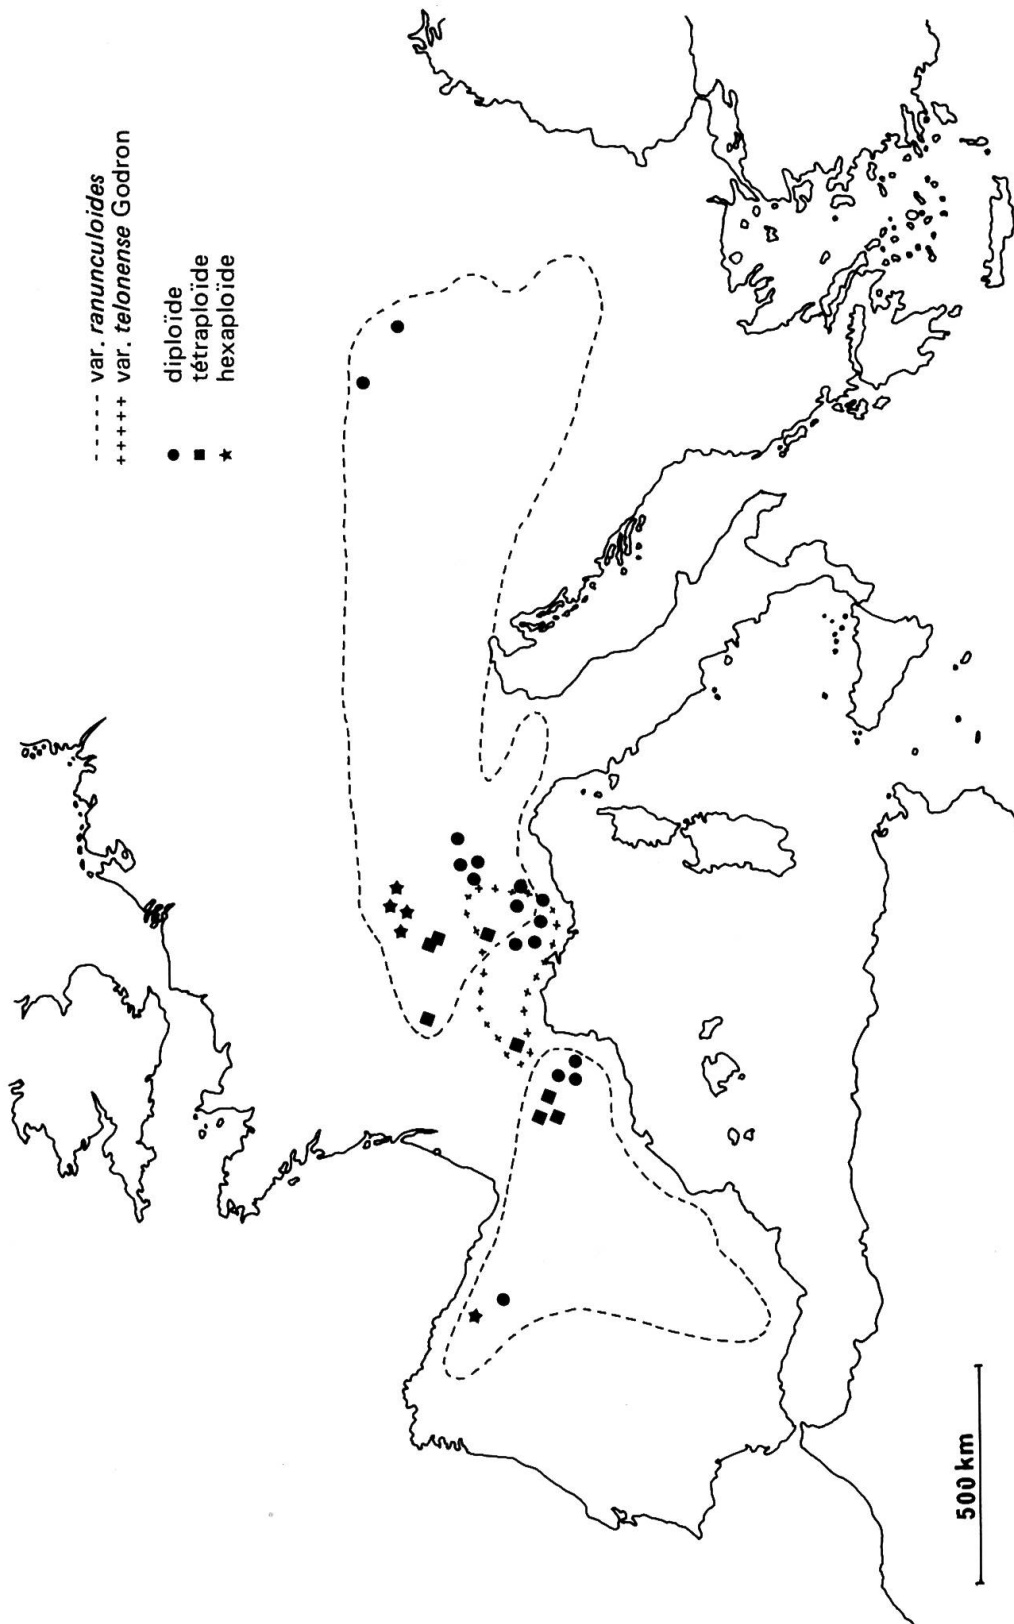 ---- var. ranunculoides
+++++ var. telonense Godron
● diploïde
■ tétraploïde
★ hexaploïde
500 km